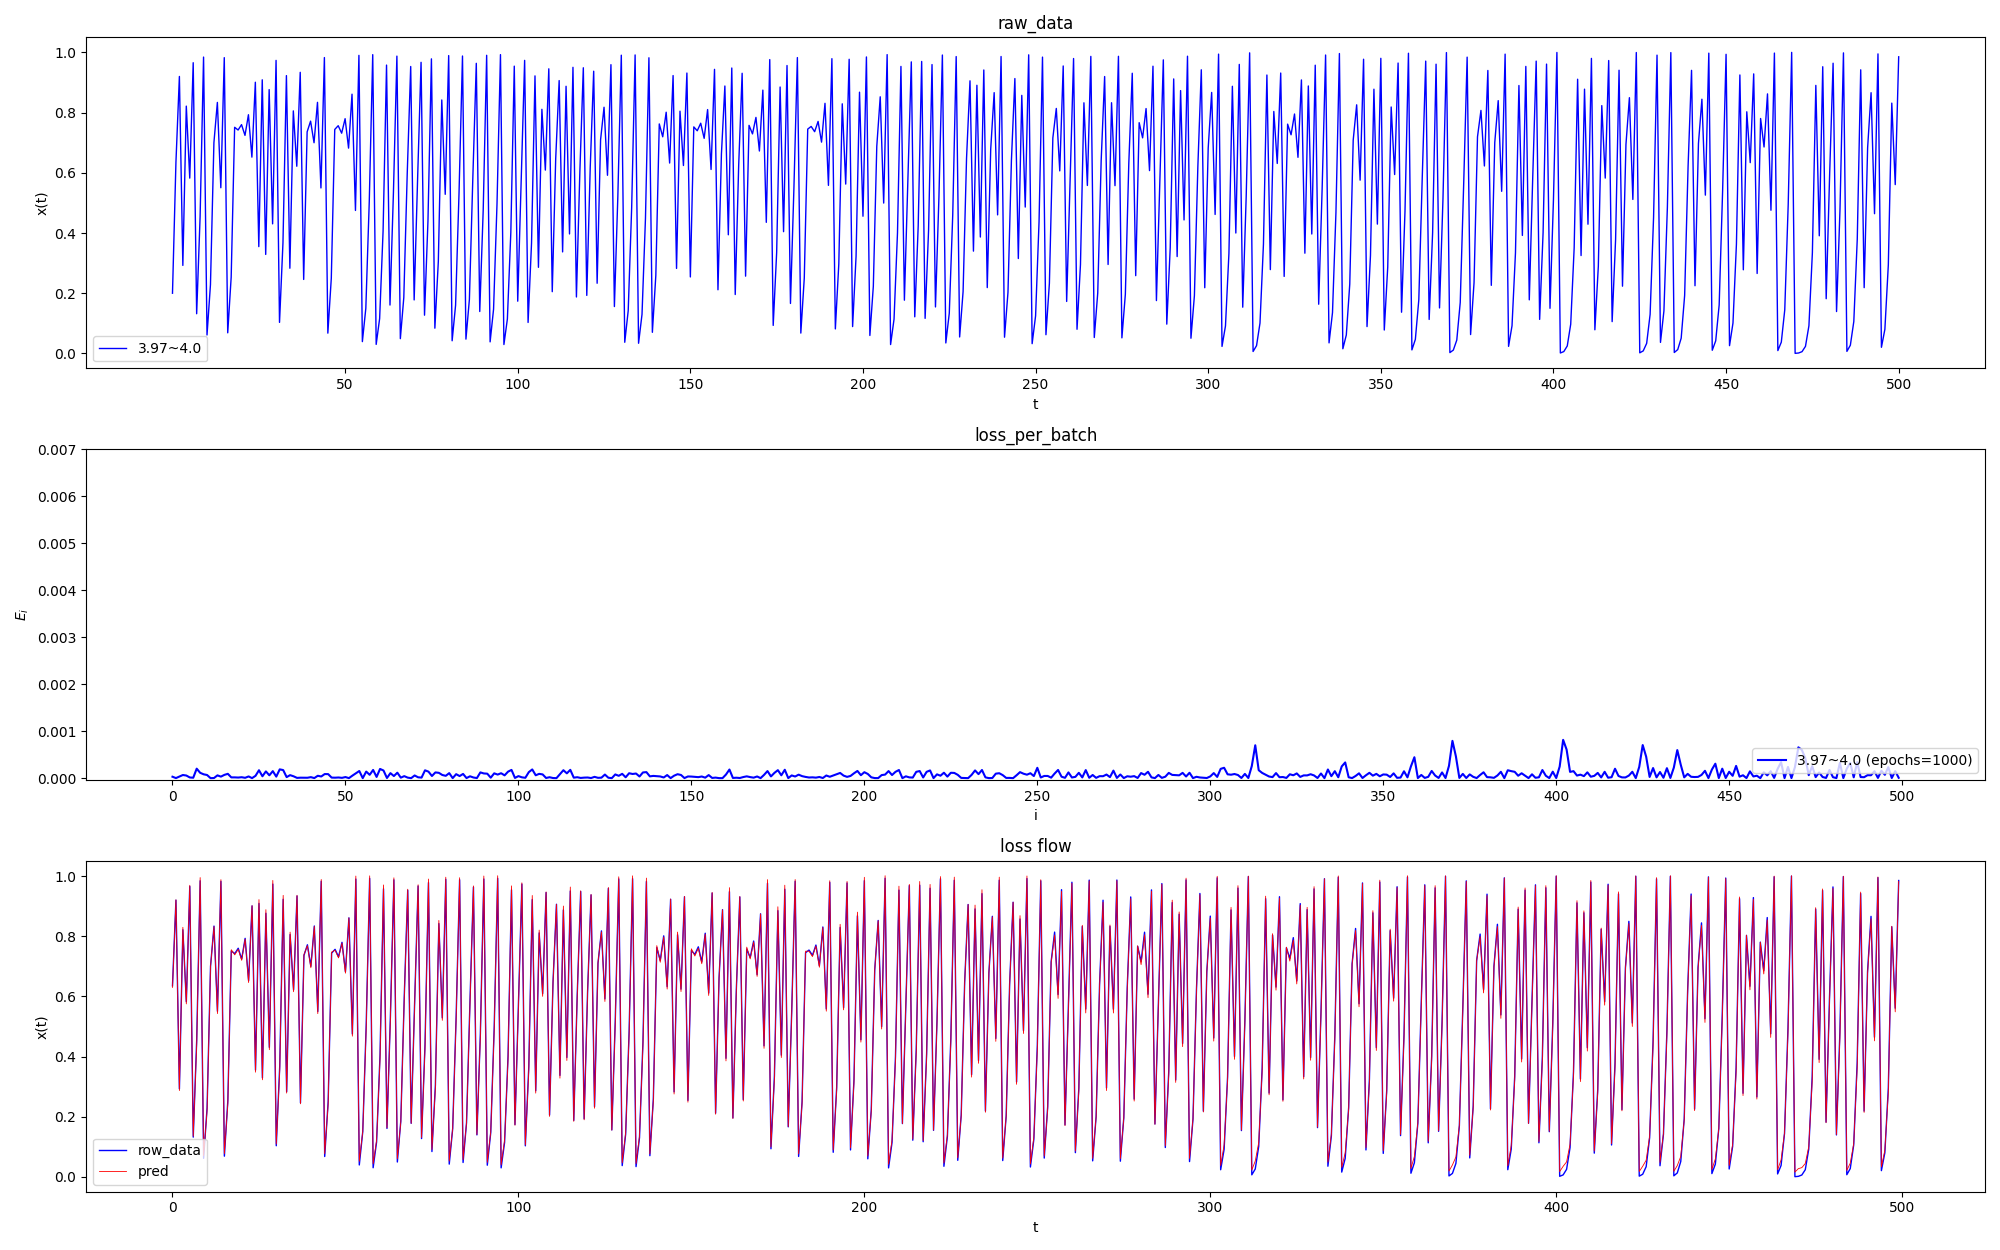 raw_data
1.0
0.8
0.6
0.4
0.2
0.0
x(t)
3.97~4.0
50 100 150 200 250 300 350 400 450 500
t
loss_per_batch
0.007
0.006
0.005
0.004
0.003
0.002
0.001
0.000
E_i
3.97~4.0 (epochs=1000)
0 50 100 150 200 250 300 350 400 450 500
i
loss flow
1.0
0.8
0.6
0.4
0.2
0.0
x(t)
row_data
pred
0 100 200 300 400 500
t